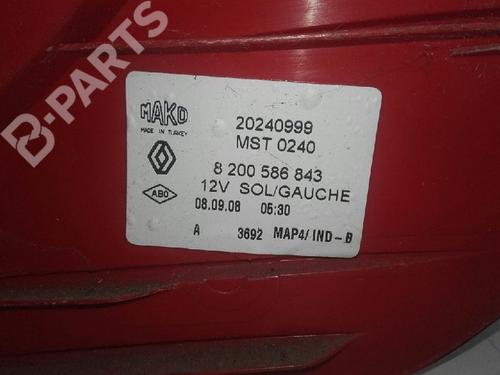 B-PARTS
MAKO
MADE IN TURKEY
ABO
20240999
MST 0240
8 200 586 843
12V SOL/GAUCHE
08.09.08 05:30
A 3692 MAP4/IND-B
B-PARTS